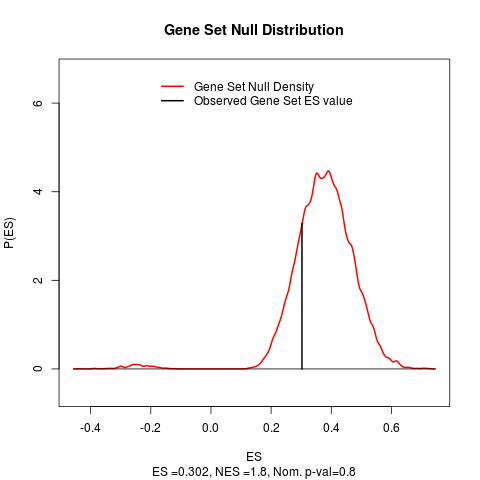 Gene Set Null Distribution
Gene Set Null Density
Observed Gene Set ES value
P(ES)
6
4
2
0
-0.4 -0.2 0.0 0.2 0.4 0.6
ES
ES =0.302, NES =1.8, Nom. p-val=0.8